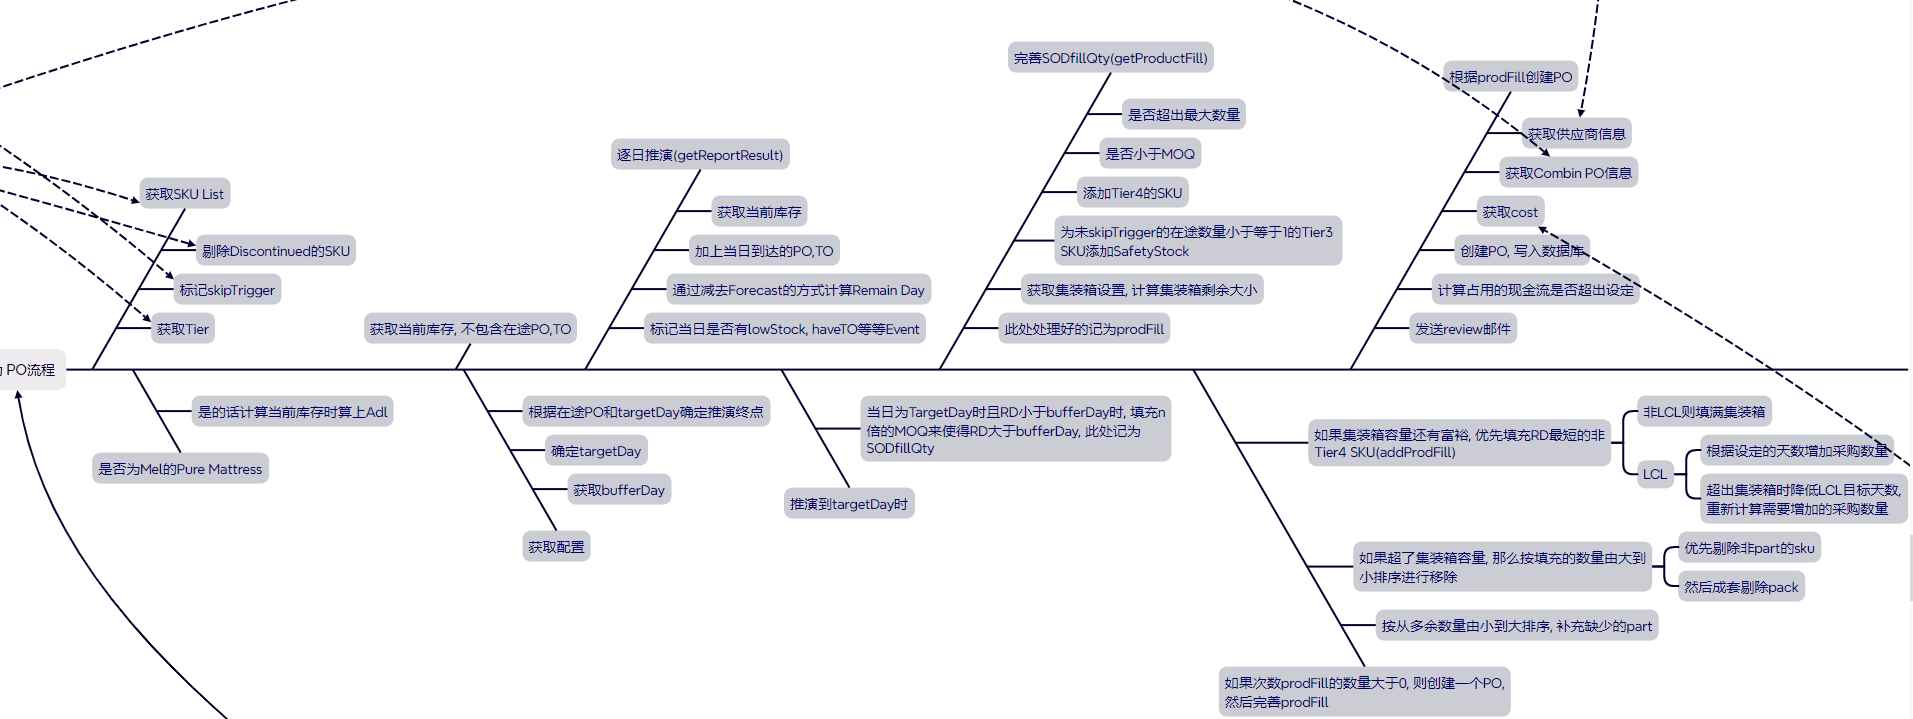 完善SODfillQty(getProductFill)
是否超出最大数量
是否小于MOQ
添加Tier4的SKU
为未skipTrigger的在途数量小于等于1的Tier3
SKU添加SafetyStock
获取集装箱设置, 计算集装箱剩余大小
此处处理好的记为prodFill
根据prodFill创建PO
获取供应商信息
获取Combin PO信息
获取cost
创建PO, 写入数据库
计算占用的现金流是否超出设定
发送review邮件
逐日推演(getReportResult)
获取当前库存
加上当日到达的PO,TO
通过减去Forecast的方式计算Remain Day
标记当日是否有lowStock, haveTO等等Event
获取SKU List
剔除Discontinued的SKU
标记skipTrigger
获取Tier
获取当前库存, 不包含在途PO,TO
PO流程
是的话计算当前库存时算上Adl
是否为Mel的Pure Mattress
根据在途PO和targetDay确定推演终点
确定targetDay
获取bufferDay
获取配置
当日为TargetDay时且RD小于bufferDay时, 填充n
倍的MOQ来使得RD大于bufferDay, 此处记为
SODfillQty
推演到targetDay时
如果集装箱容量还有富裕, 优先填充RD最短的非
Tier4 SKU(addProdFill)
非LCL则填满集装箱
LCL
根据设定的天数增加采购数量
超出集装箱时降低LCL目标天数,
重新计算需要增加的采购数量
如果超了集装箱容量, 那么按填充的数量由大到
小排序进行移除
优先剔除非part的sku
然后成套剔除pack
按从多余数量由小到大排序, 补充缺少的part
如果次数prodFill的数量大于0, 则创建一个PO,
然后完善prodFill